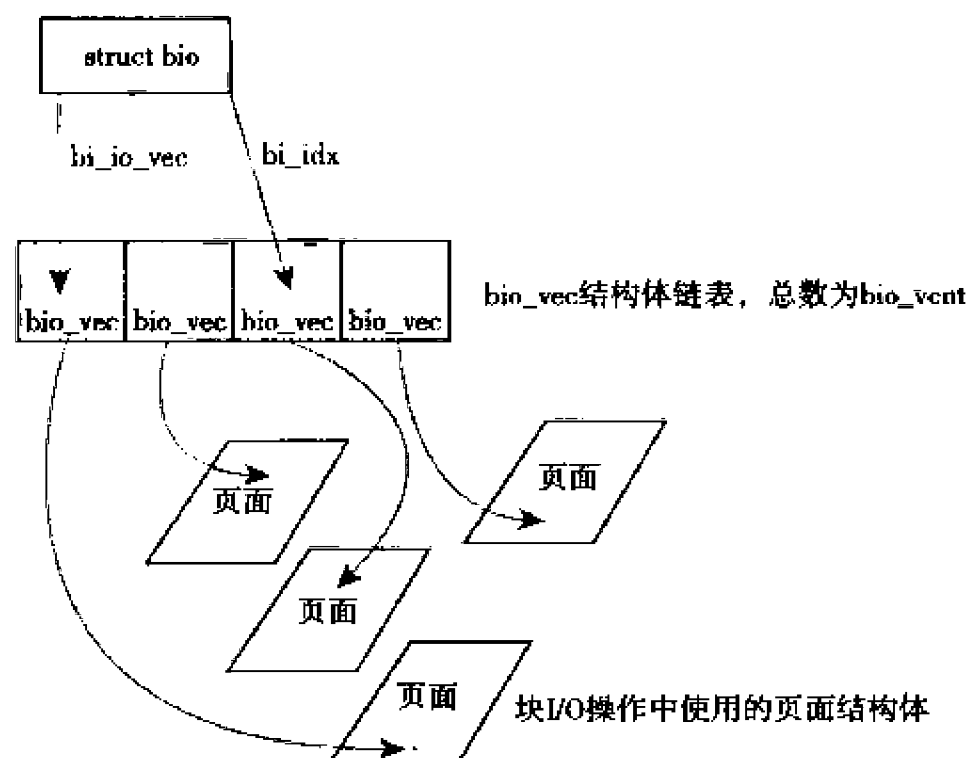 struct bio
bi_io_vec
bi_idx
bio_vec bio_vec bio_vec bio_vec
bio_vec结构体链表，总数为bio_vcnt
页面
页面
页面
页面
块I/O操作中使用的页面结构体